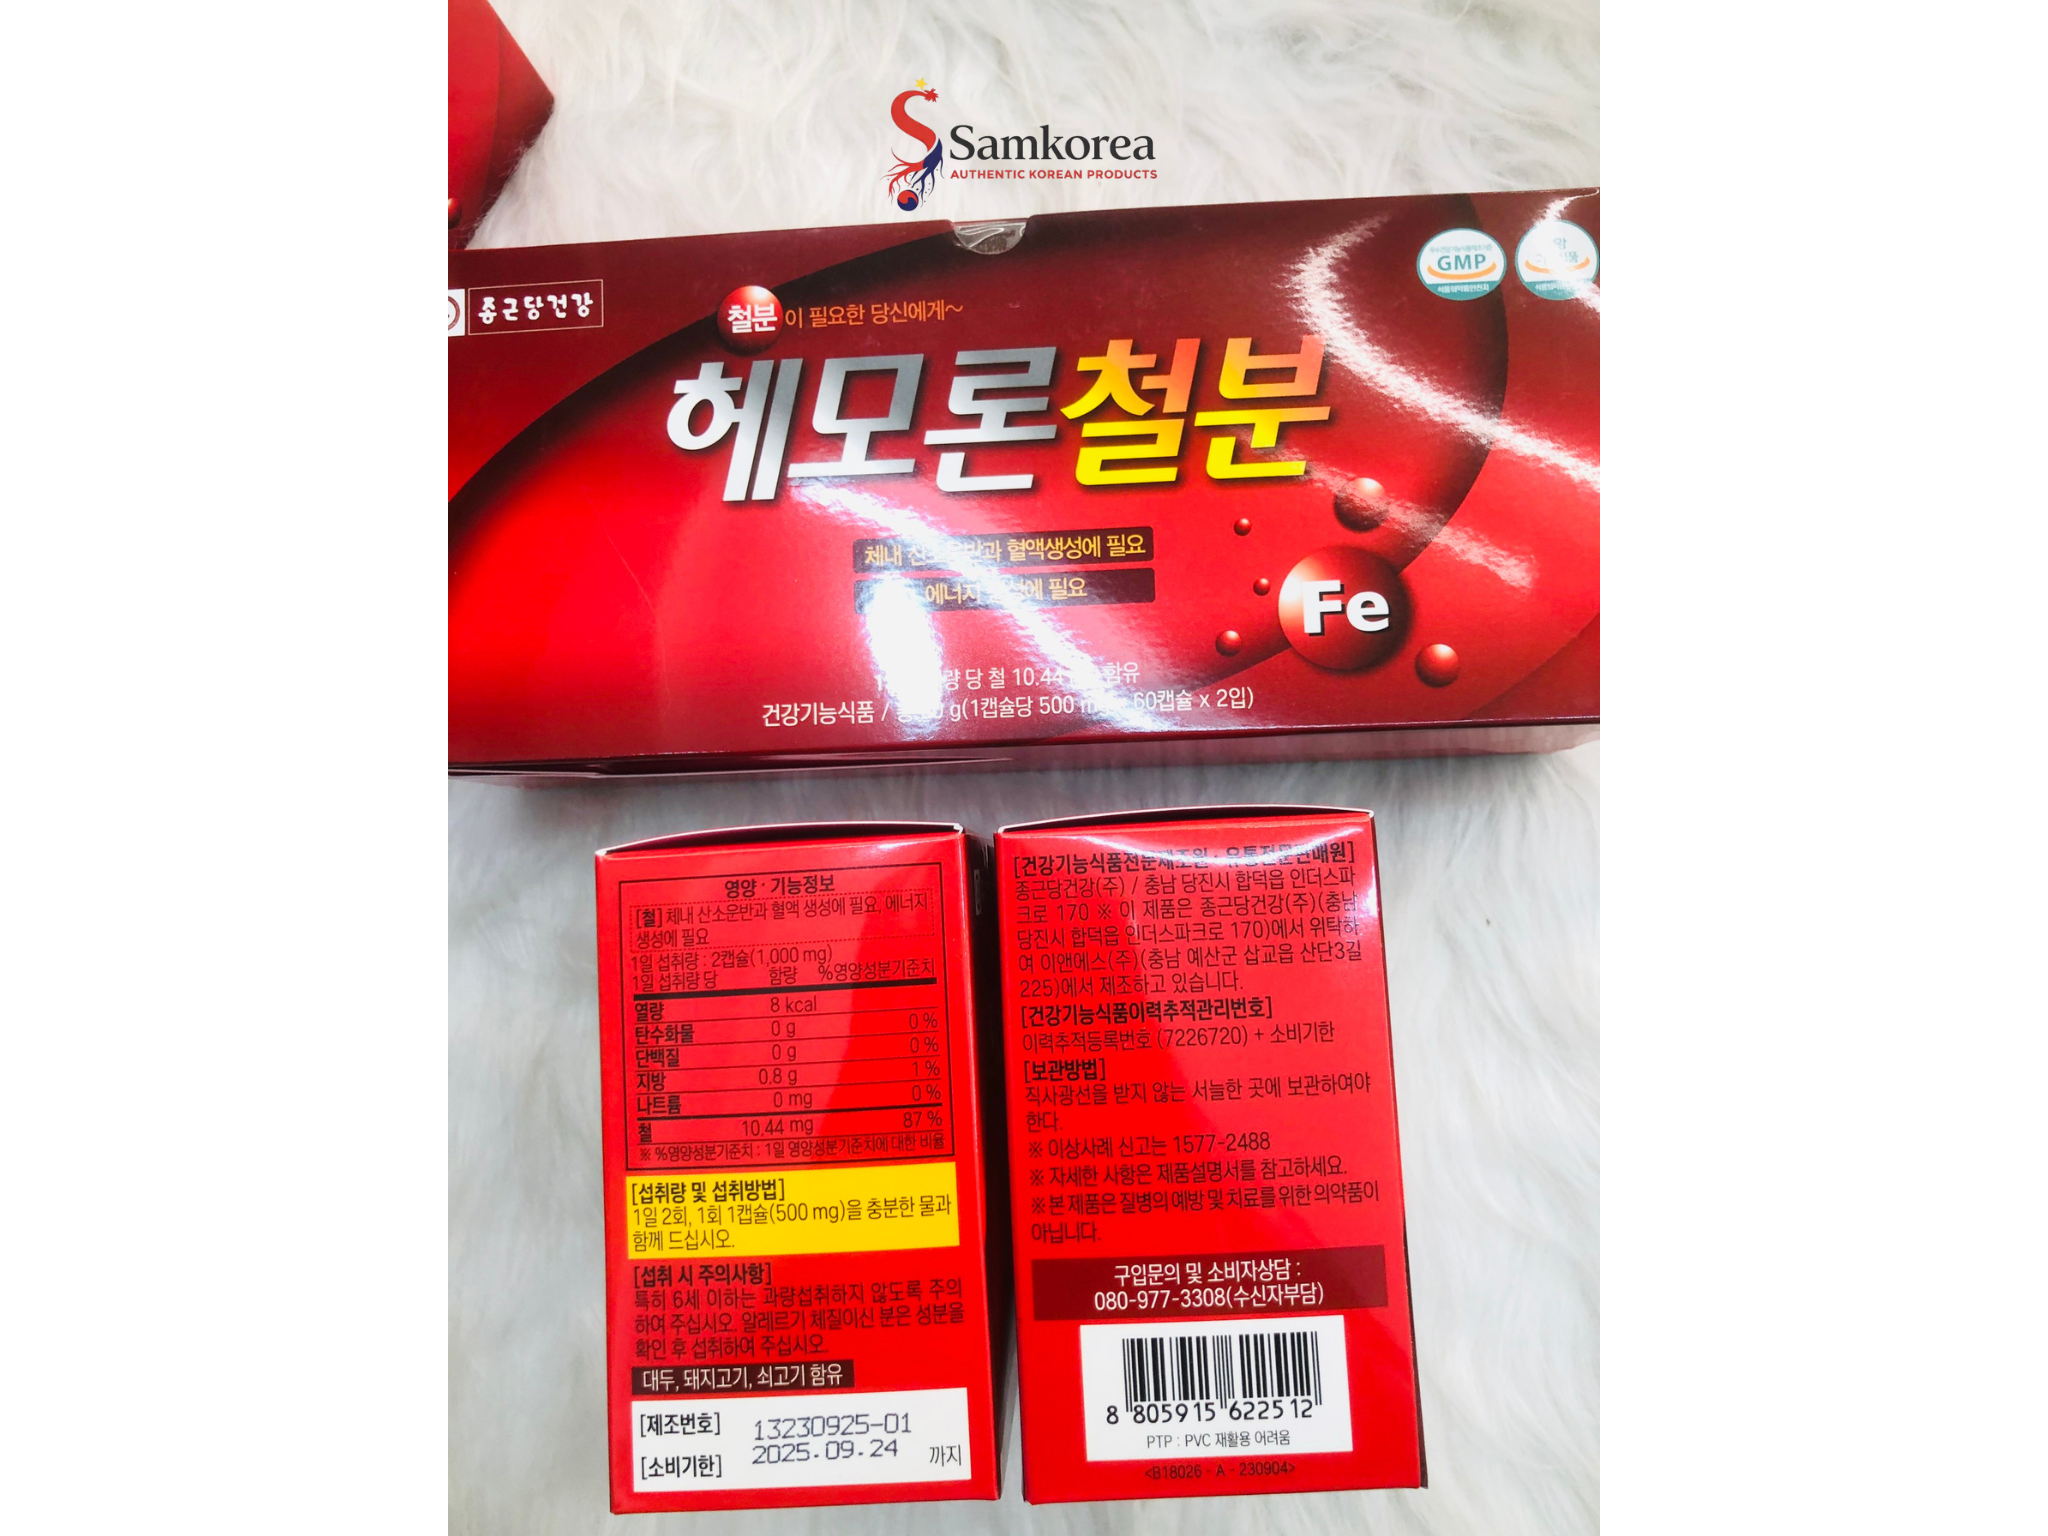 Samkorea
AUTHENTIC KOREAN PRODUCTS
종근당건강
GMP
철분이 필요한 당신에게~
헤모론철분
체내 혈액생성에 필요
에너지 필요
Fe
당 철 10.44 함유
건강기능식품 / g(1캡슐당 500 60캡슐 x 2입)
영양·기능정보
[철] 체내 산소운반과 혈액 생성에 필요, 에너지
생성에 필요
1일 섭취량 : 2캡슐(1,000 mg)
1일 섭취량 당 함량 %영양성분기준치
열량 8 kcal
탄수화물 0 g 0 %
단백질 0 g 0 %
지방 0.8 g 1 %
나트륨 0 mg 0 %
철 10.44 mg 87 %
※ %영양성분기준치 : 1일 영양성분기준치에 대한 비율
[섭취량 및 섭취방법]
1일 2회, 1회 1캡슐(500 mg)을 충분한 물과
함께 드십시오.
[섭취 시 주의사항]
특히 6세 이하는 과량섭취하지 않도록 주의
하여 주십시오. 알레르기 체질이신 분은 성분을
확인 후 섭취하여 주십시오.
대두, 돼지고기, 쇠고기 함유
[제조번호] 13230925-01
[소비기한] 2025.09.24 까지
[건강기능식품전문제조원·유통전문판매원]
종근당건강(주) / 충남 당진시 합덕읍 인더스파
크로 170 ※ 이 제품은 종근당건강(주)(충남
당진시 합덕읍 인더스파크로 170)에서 위탁하
여 이앤에스(주)(충남 예산군 삽교읍 산단3길
225)에서 제조하고 있습니다.
[건강기능식품이력추적관리번호]
이력추적등록번호 (7226720) + 소비기한
[보관방법]
직사광선을 받지 않는 서늘한 곳에 보관하여야
한다.
※ 이상사례 신고는 1577-2488
※ 자세한 사항은 제품설명서를 참고하세요.
※ 본 제품은 질병의 예방 및 치료를 위한 의약품이
아닙니다.
구입문의 및 소비자상담 :
080-977-3308(수신자부담)
8 805915 622512
PTP : PVC 재활용 어려움
<B18026 - A - 230904>